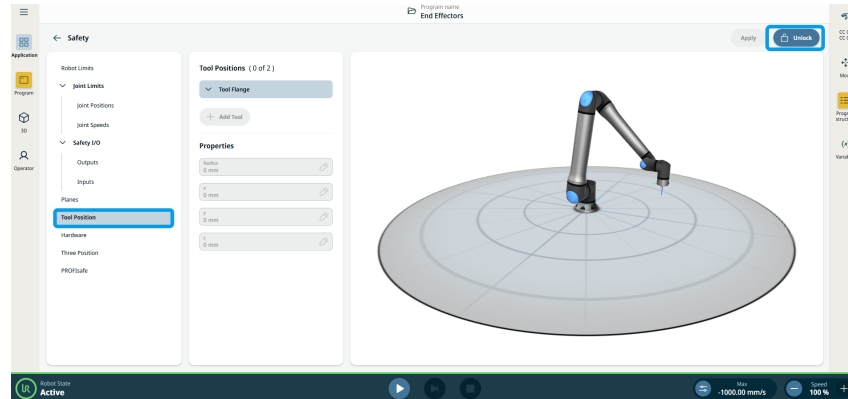 Program name
End Effectors
Application
Program
3D
Operator
Safety
Apply
Unlock
Robot Limits
Joint Limits
Joint Positions
Joint Speeds
Safety I/O
Outputs
Inputs
Planes
Tool Position
Hardware
Three Position
PROFIsafe
Tool Positions ( 0 of 2 )
Tool Flange
Add Tool
Properties
Radius
0 mm
X
0 mm
Y
0 mm
Z
0 mm
UR
Robot State
Active
Max
-1000.00 mm/s
Speed
100 %